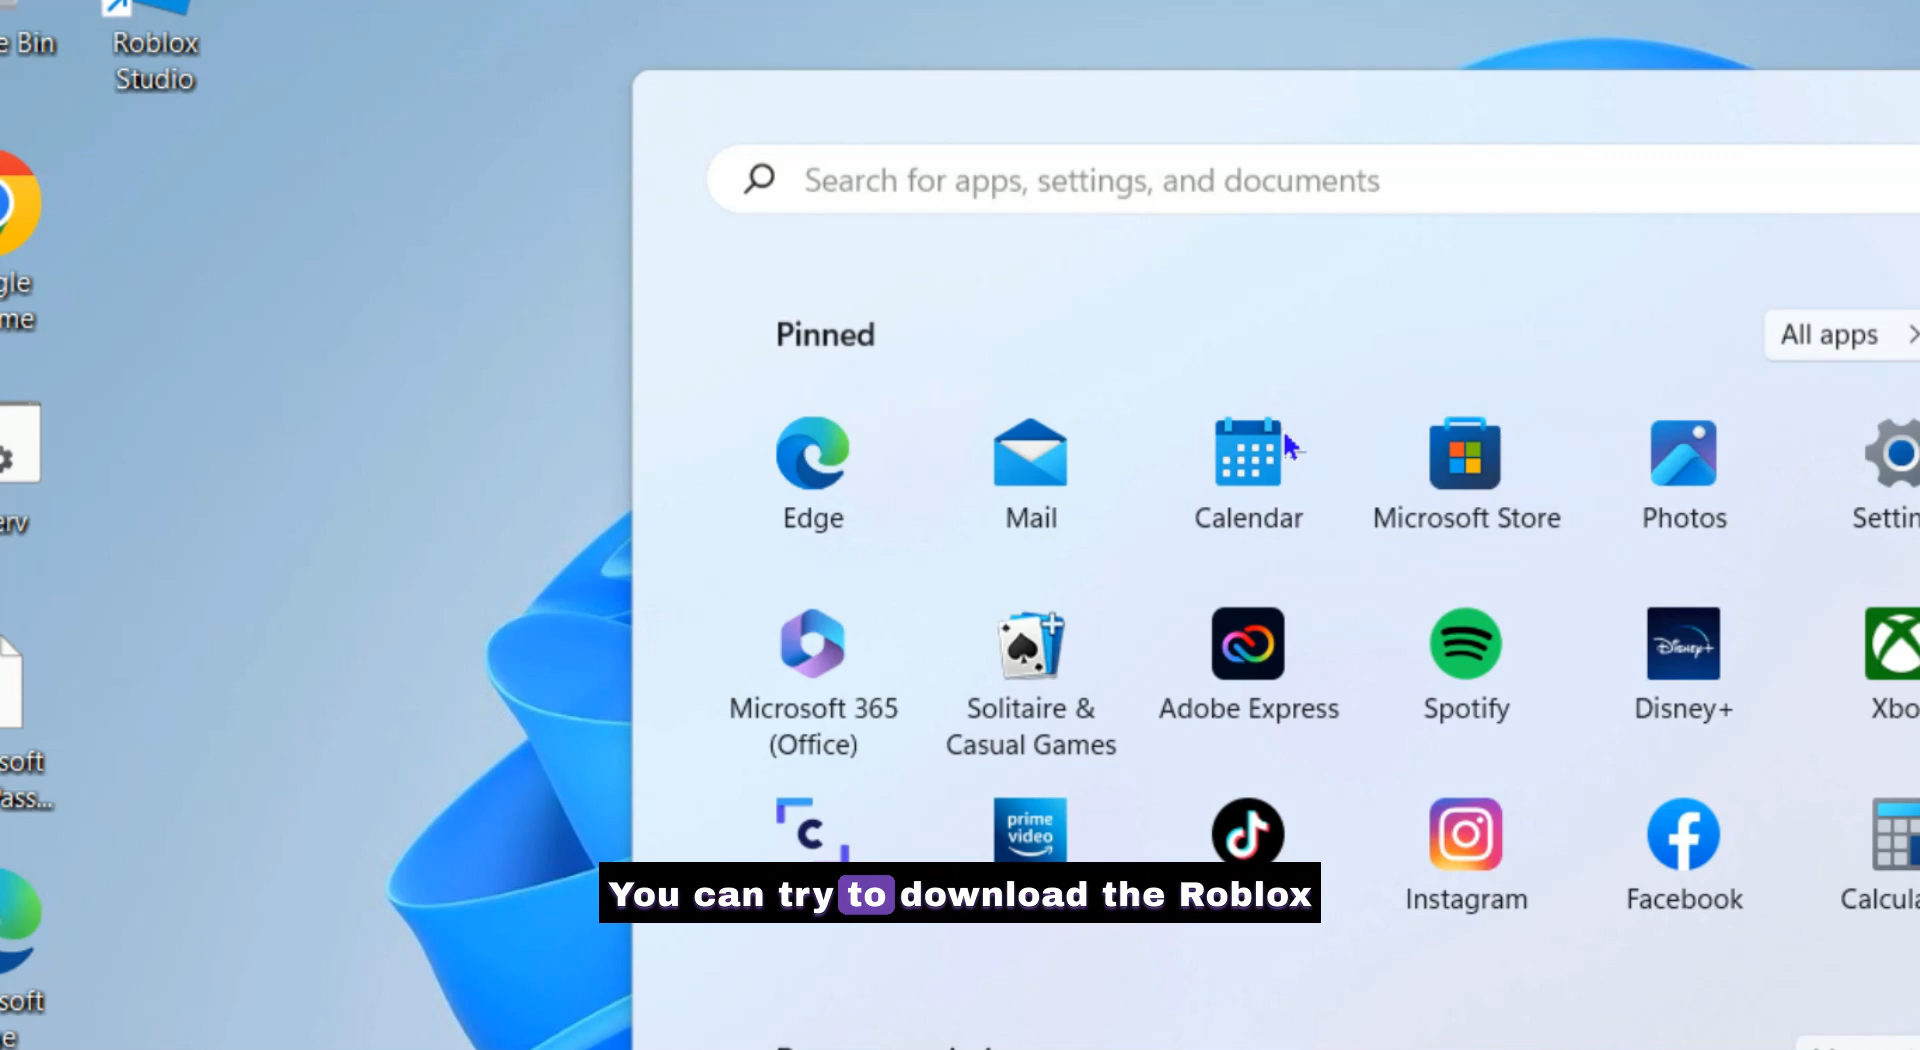 e Bin
Roblox
Studio
gle
me
erv
soft
ass...
soft
e
Search for apps, settings, and documents
Pinned
All apps
Edge
Mail
Calendar
Microsoft Store
Photos
Settin
Microsoft 365
(Office)
Solitaire &
Casual Games
Adobe Express
Spotify
Disney+
Disney+
Xbo
C
prime
video
Instagram
Facebook
Calcula
You can try to download the Roblox